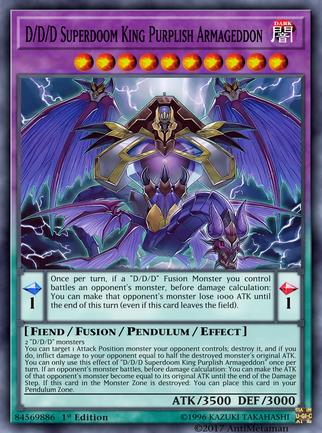 D/D/D Superdoom King Purplish Armageddon
DARK
闇
Once per turn, if a "D/D/D" Fusion Monster you control
battles an opponent's monster, before damage calculation:
You can make that opponent's monster lose 1000 ATK until
the end of this turn (even if this card leaves the field).
1
1
[Fiend / Fusion / Pendulum / Effect]
2 "D/D/D" monsters
You can target 1 Attack Position monster your opponent controls; destroy it, and if you
do, inflict damage to your opponent equal to half the destroyed monster's original ATK.
You can only use this effect of "D/D/D Superdoom King Purplish Armageddon" once per
turn. If an opponent's monster battles, before damage calculation: You can make the ATK
of that opponent's monster become equal to its original ATK until the end of the Damage
Step. If this card in the Monster Zone is destroyed: You can place this card in your
Pendulum Zone.
ATK/3500 DEF/3000
84569886 1st Edition
©1996 KAZUKI TAKAHASHI
©2017 AntiMetaman